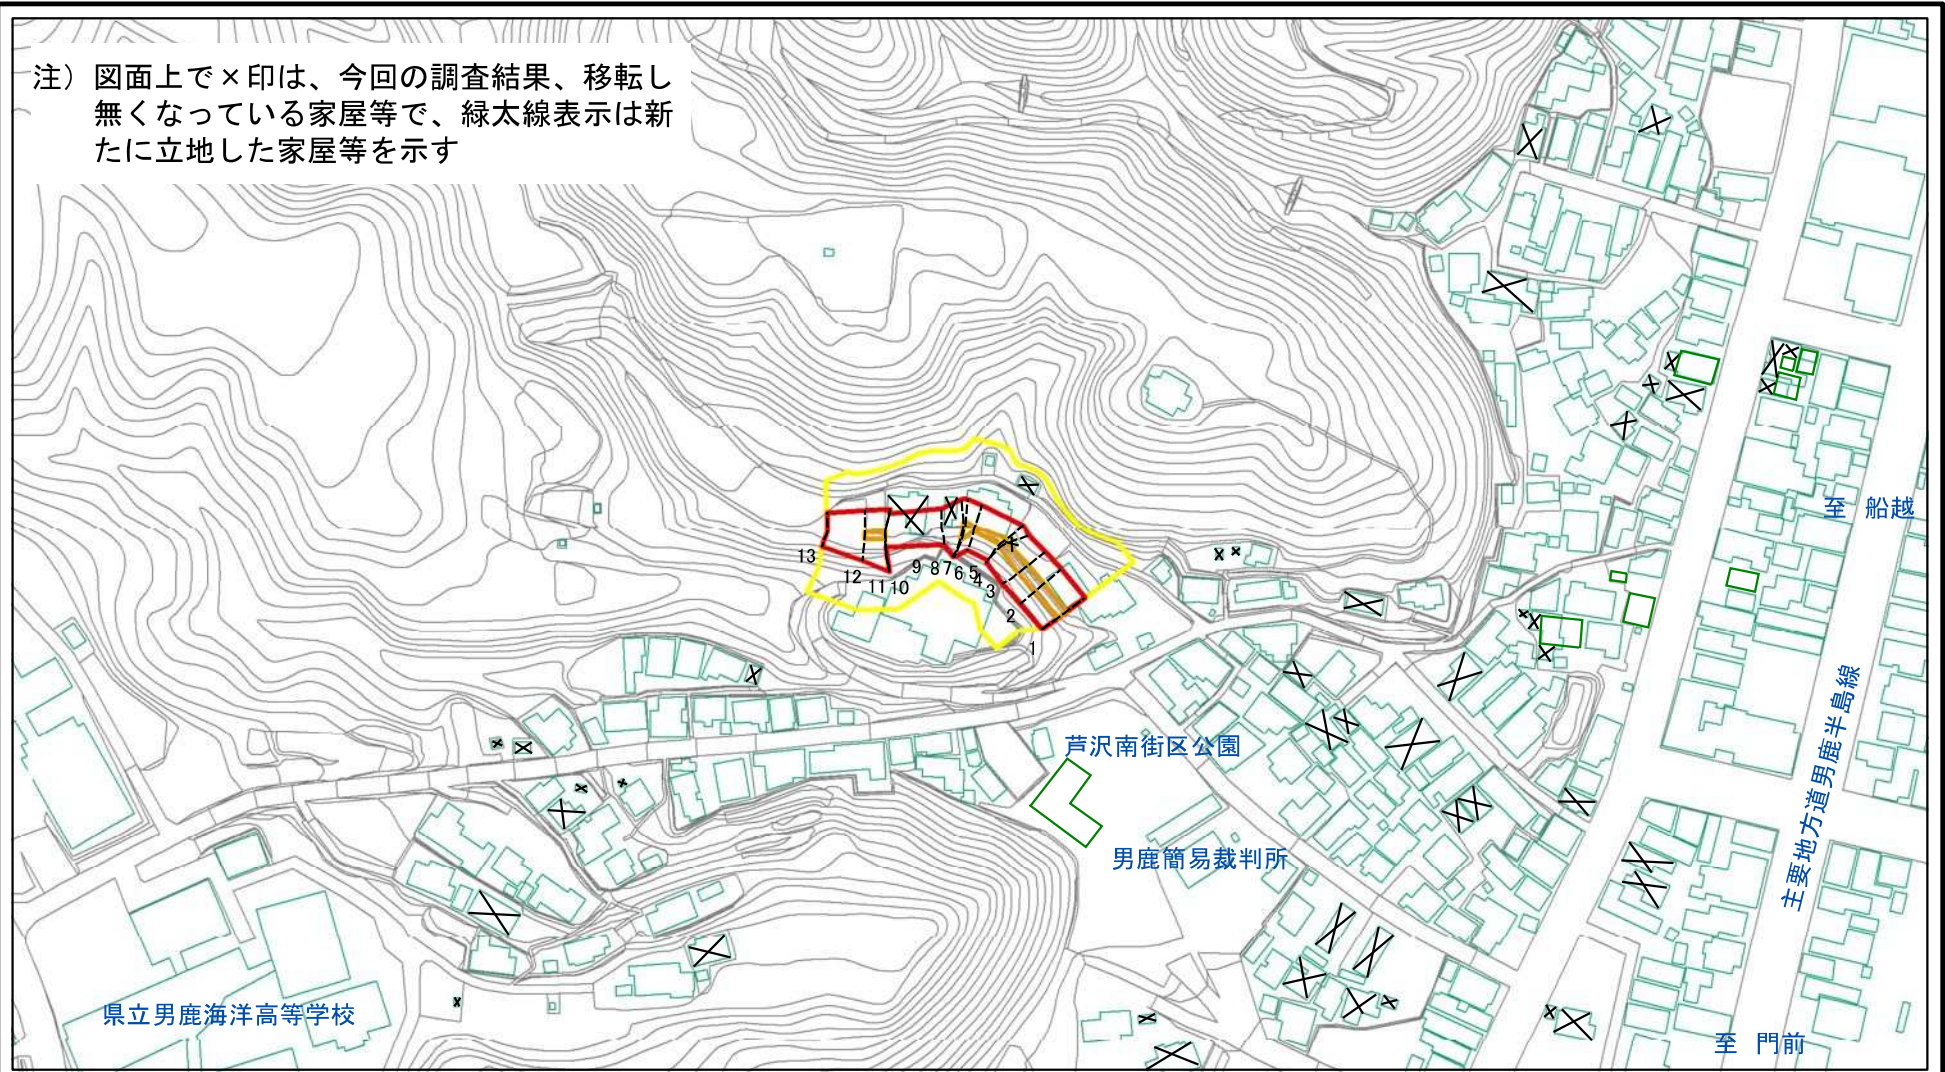 注）図面上で×印は、今回の調査結果、移転し
無くなっている家屋等で、緑太線表示は新
たに立地した家屋等を示す
至 船越
13
12
11
10
9
8
7
6
5
4
3
2
1
主要地方道男鹿半島線
芦沢南街区公園
男鹿簡易裁判所
県立男鹿海洋高等学校
至 門前